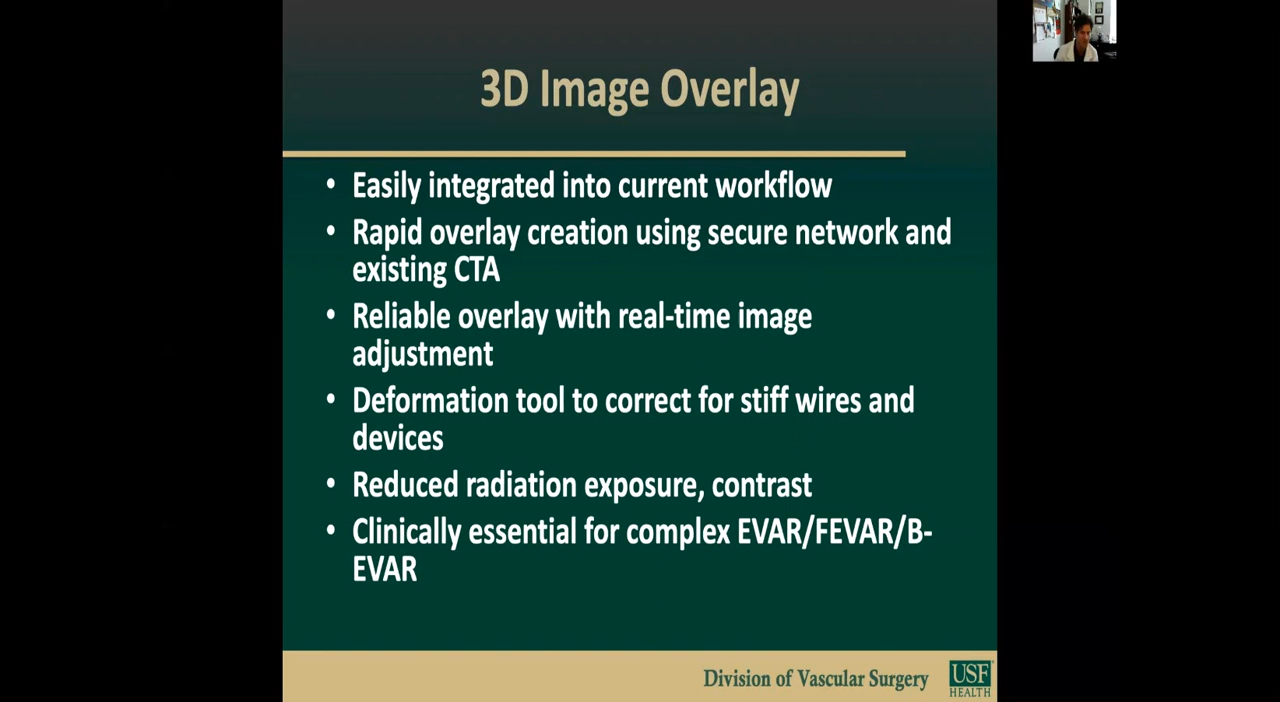 3D Image Overlay
• Easily integrated into current workflow
• Rapid overlay creation using secure network and
existing CTA
• Reliable overlay with real-time image
adjustment
• Deformation tool to correct for stiff wires and
devices
• Reduced radiation exposure, contrast
• Clinically essential for complex EVAR/FEVAR/B-
EVAR
Division of Vascular Surgery
USF
HEALTH